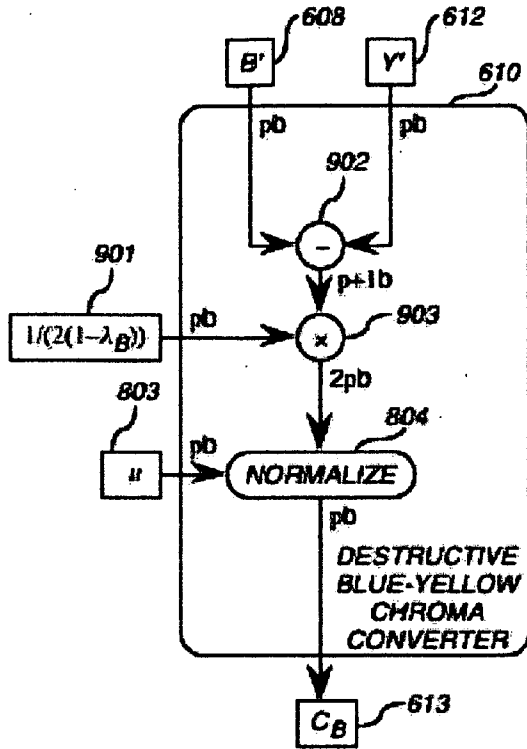 608
612
B'
Y'
610
pb
pb
902
−
901
p+1b
1/(2(1−λB))
pb
903
×
803
2pb
804
pb
NORMALIZE
pb
DESTRUCTIVE
BLUE-YELLOW
CHROMA
CONVERTER
613
CB